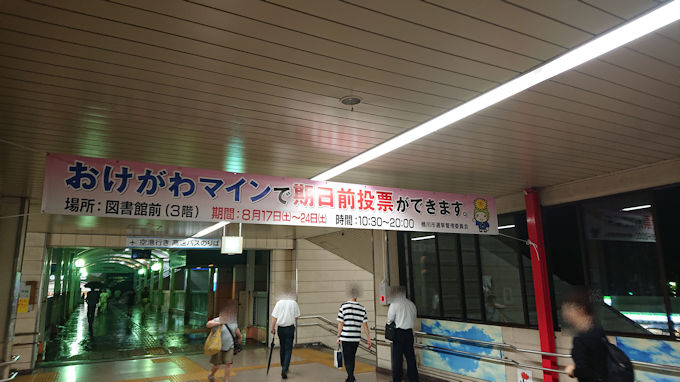 おけがわマインで期日前投票ができます。
場所:図書館前(3階) 期間:8月17日(土)~24日(土) 時間:10:30~20:00
桶川市選挙管理委員会
空港行き 高速バスのりば